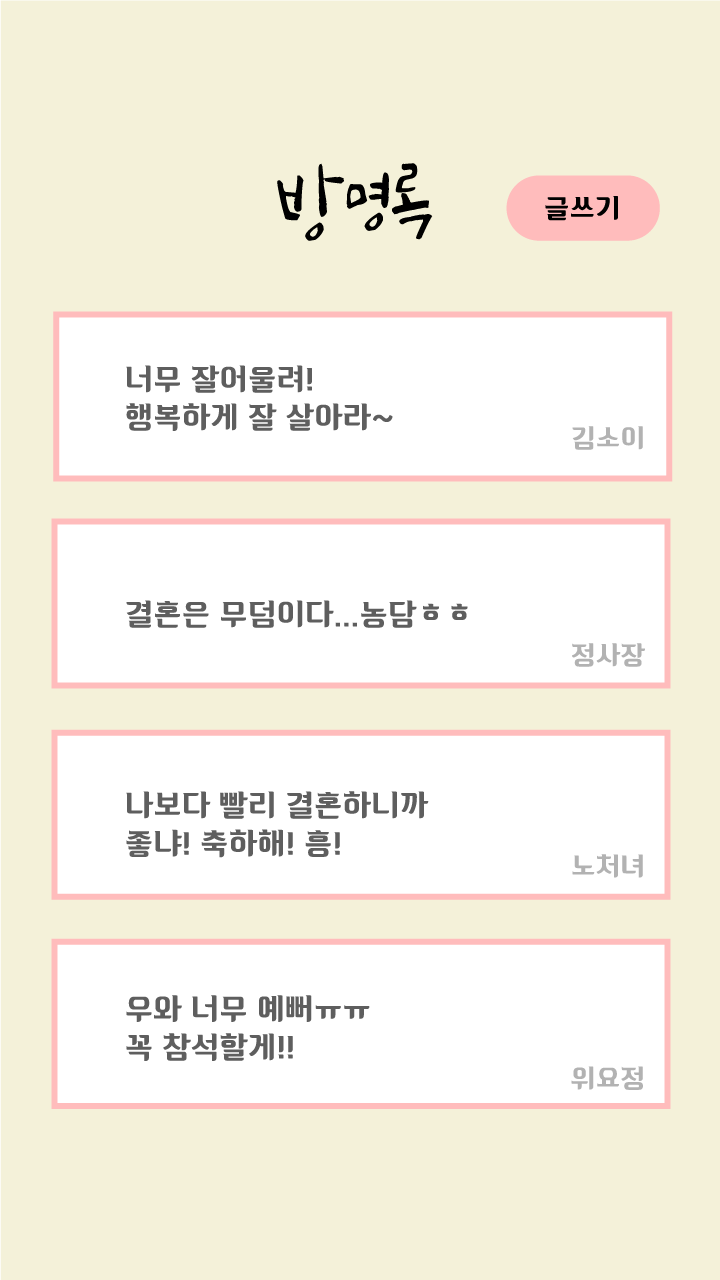 방명록
글쓰기
너무 잘어울려!
행복하게 잘 살아라~
김소이
결혼은 무덤이다...농담ㅎㅎ
정사장
나보다 빨리 결혼하니까
좋냐! 축하해! 흥!
노처녀
우와 너무 예뻐ㅠㅠ
꼭 참석할게!!
위요정